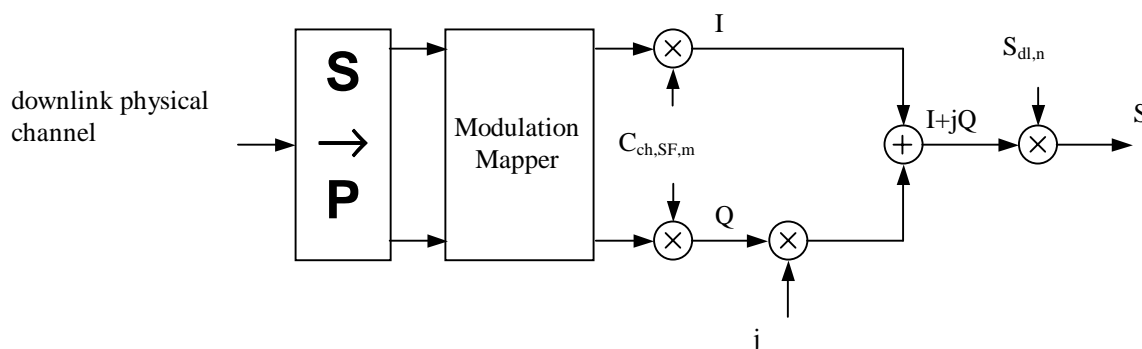 downlink physical
channel
S
→
P
Modulation
Mapper
I
C_ch,SF,m
Q
j
I+jQ
S_dl,n
S